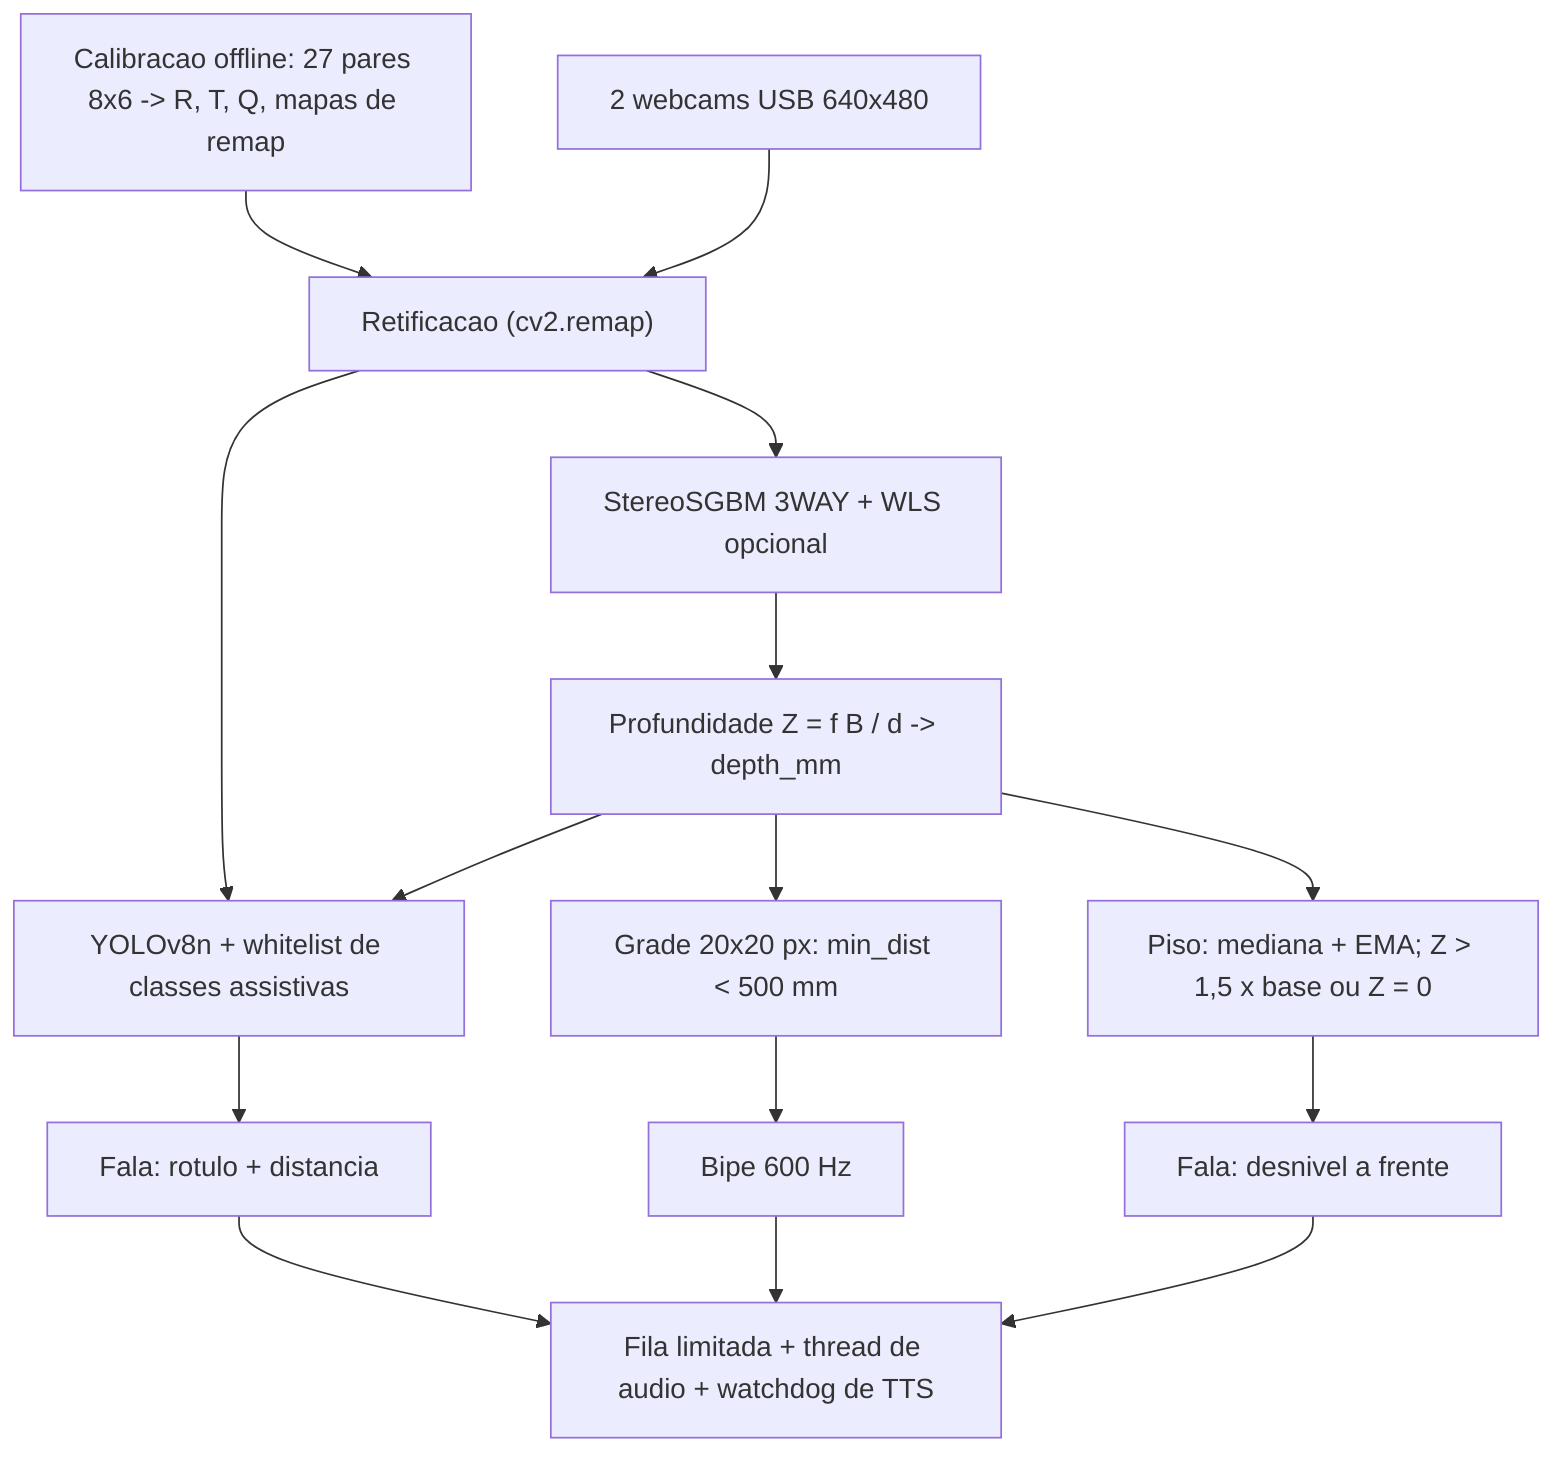 Calibracao offline: 27 pares
8x6 -> R, T, Q, mapas de
remap
2 webcams USB 640x480
Retificacao (cv2.remap)
StereoSGBM 3WAY + WLS
opcional
Profundidade Z = f B / d ->
depth_mm
YOLOv8n + whitelist de
classes assistivas
Grade 20x20 px: min_dist
< 500 mm
Piso: mediana + EMA; Z >
1,5 x base ou Z = 0
Fala: rotulo + distancia
Bipe 600 Hz
Fala: desnivel a frente
Fila limitada + thread de
audio + watchdog de TTS